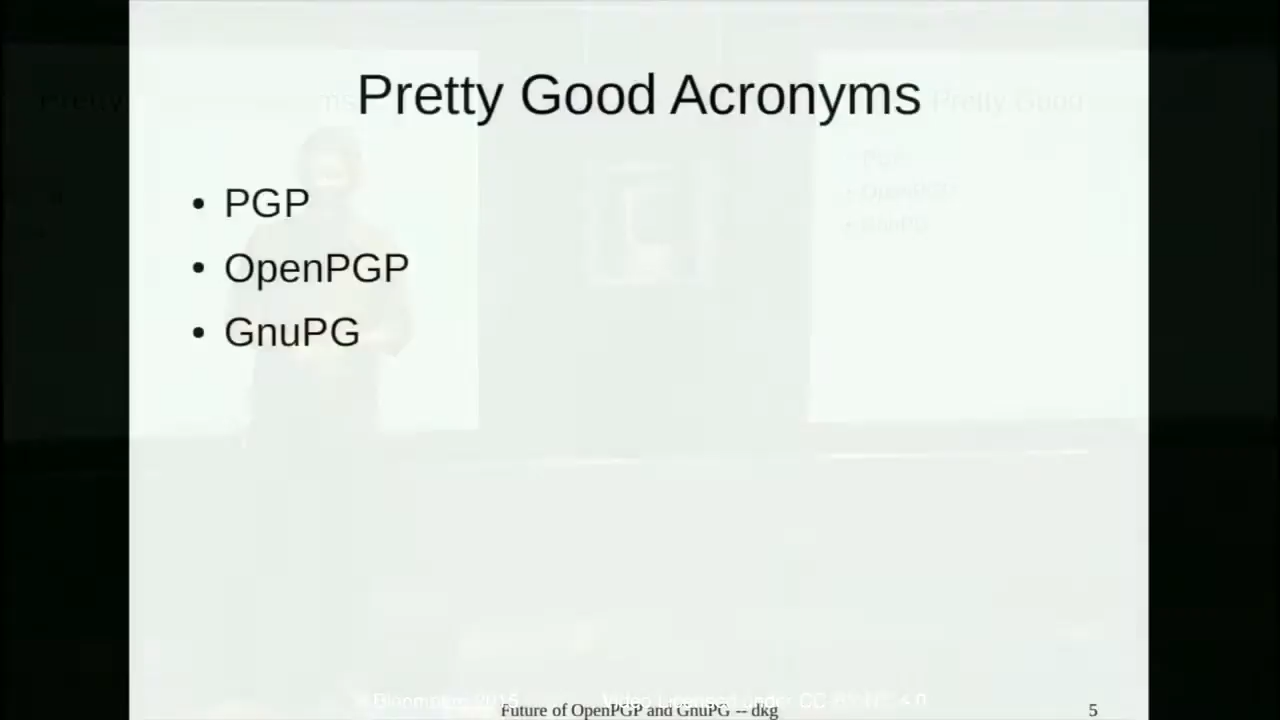 Pretty Good Acronyms
• PGP
• OpenPGP
• GnuPG
Future of OpenPGP and GnuPG -- dkg
5